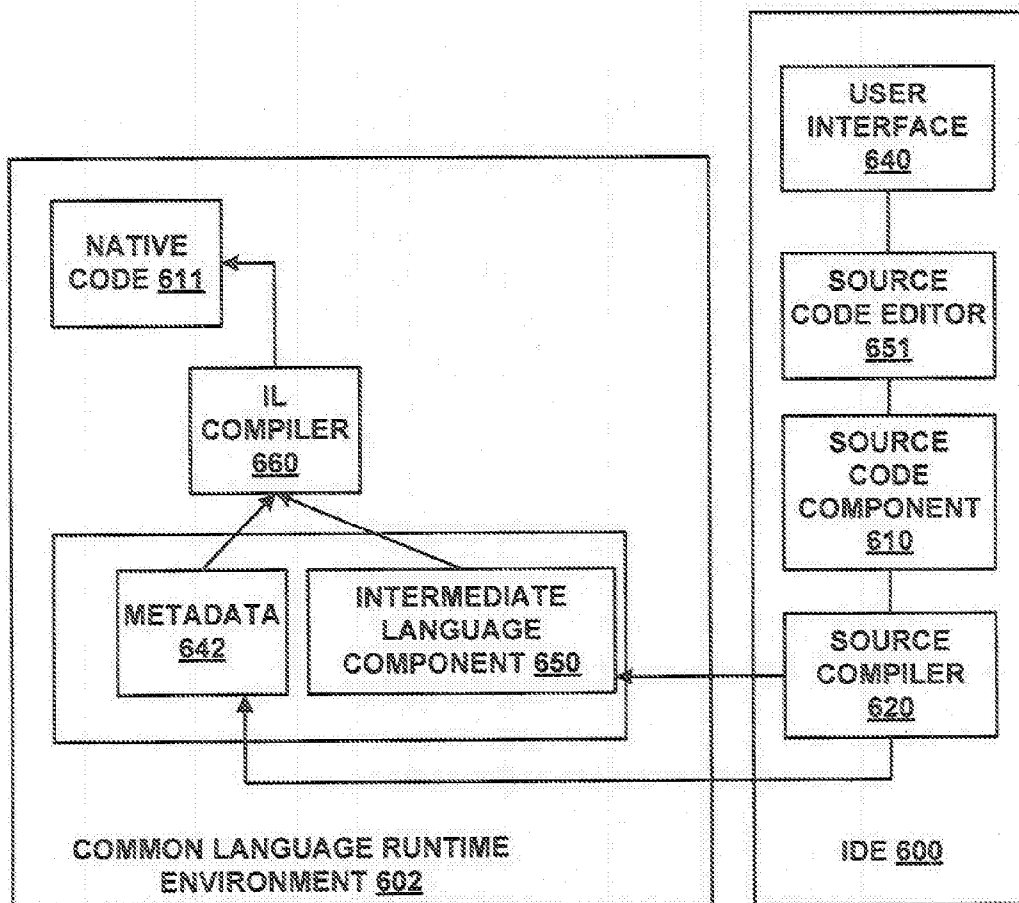 USER
INTERFACE
640
NATIVE
CODE 611
SOURCE
CODE EDITOR
651
IL
COMPILER
660
SOURCE
CODE
COMPONENT
610
METADATA
642
INTERMEDIATE
LANGUAGE
COMPONENT 650
SOURCE
COMPILER
620
COMMON LANGUAGE RUNTIME
ENVIRONMENT 602
IDE 600